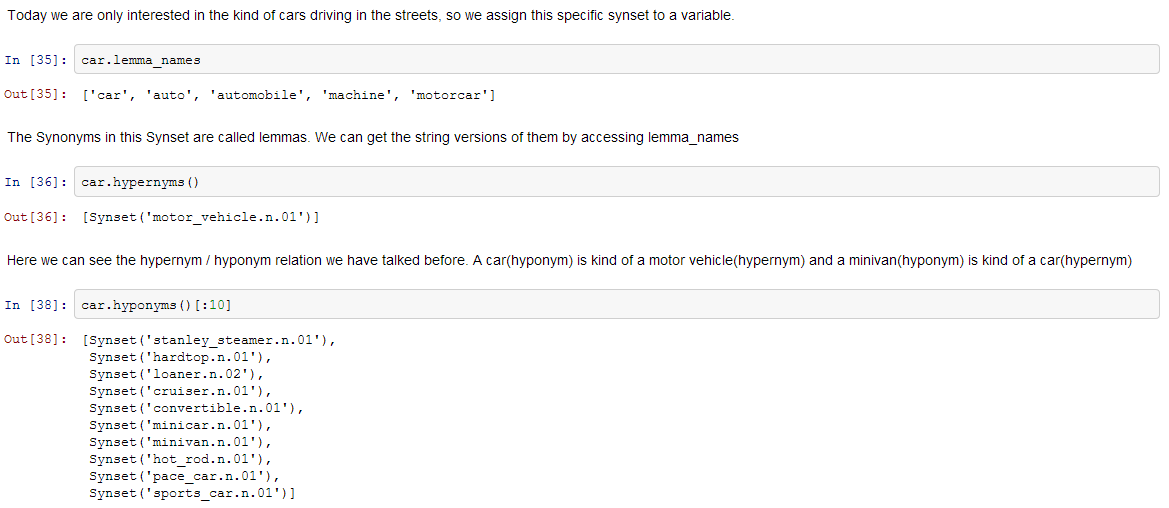 Today we are only interested in the kind of cars driving in the streets, so we assign this specific synset to a variable.
In [35]: car.lemma_names
Out[35]: ['car', 'auto', 'automobile', 'machine', 'motorcar']
The Synonyms in this Synset are called lemmas. We can get the string versions of them by accessing lemma_names
In [36]: car.hypernyms()
Out[36]: [Synset('motor_vehicle.n.01')]
Here we can see the hypernym / hyponym relation we have talked before. A car(hyponym) is kind of a motor vehicle(hypernym) and a minivan(hyponym) is kind of a car(hypernym)
In [38]: car.hyponyms()[:10]
Out[38]: [Synset('stanley_steamer.n.01'),
Synset('hardtop.n.01'),
Synset('loaner.n.02'),
Synset('cruiser.n.01'),
Synset('convertible.n.01'),
Synset('minicar.n.01'),
Synset('minivan.n.01'),
Synset('hot_rod.n.01'),
Synset('pace_car.n.01'),
Synset('sports_car.n.01')]